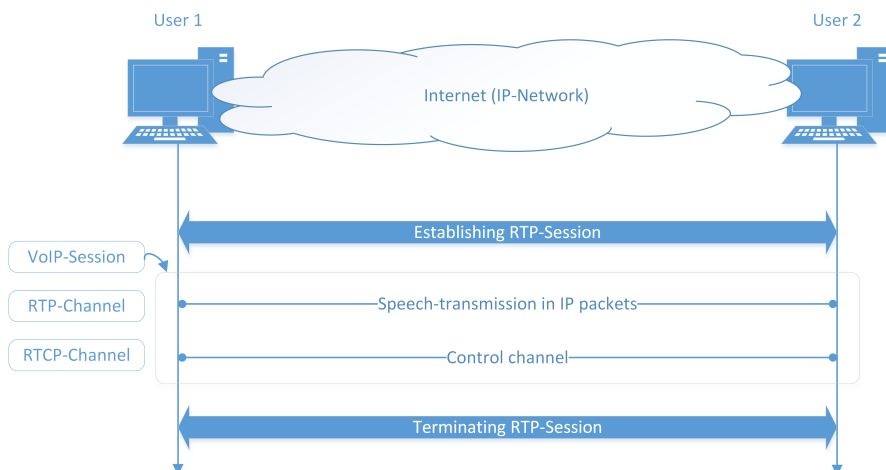 User 1
User 2
Internet (IP-Network)
Establishing RTP-Session
VoIP-Session
RTP-Channel
Speech-transmission in IP packets
RTCP-Channel
Control channel
Terminating RTP-Session